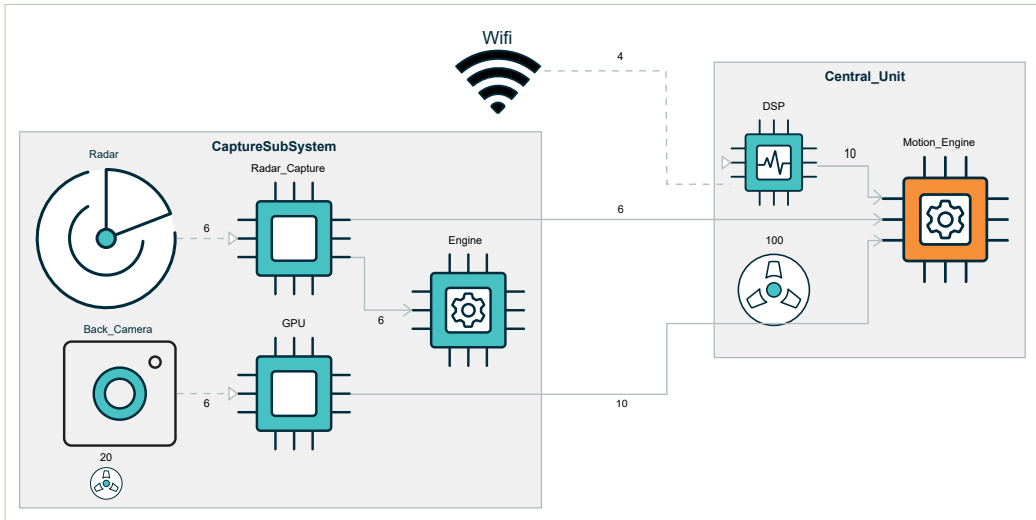 Wifi
4
Central_Unit
DSP
10
Motion_Engine
CaptureSubSystem
Radar
Radar_Capture
6
6
Engine
100
6
GPU
Back_Camera
6
10
20